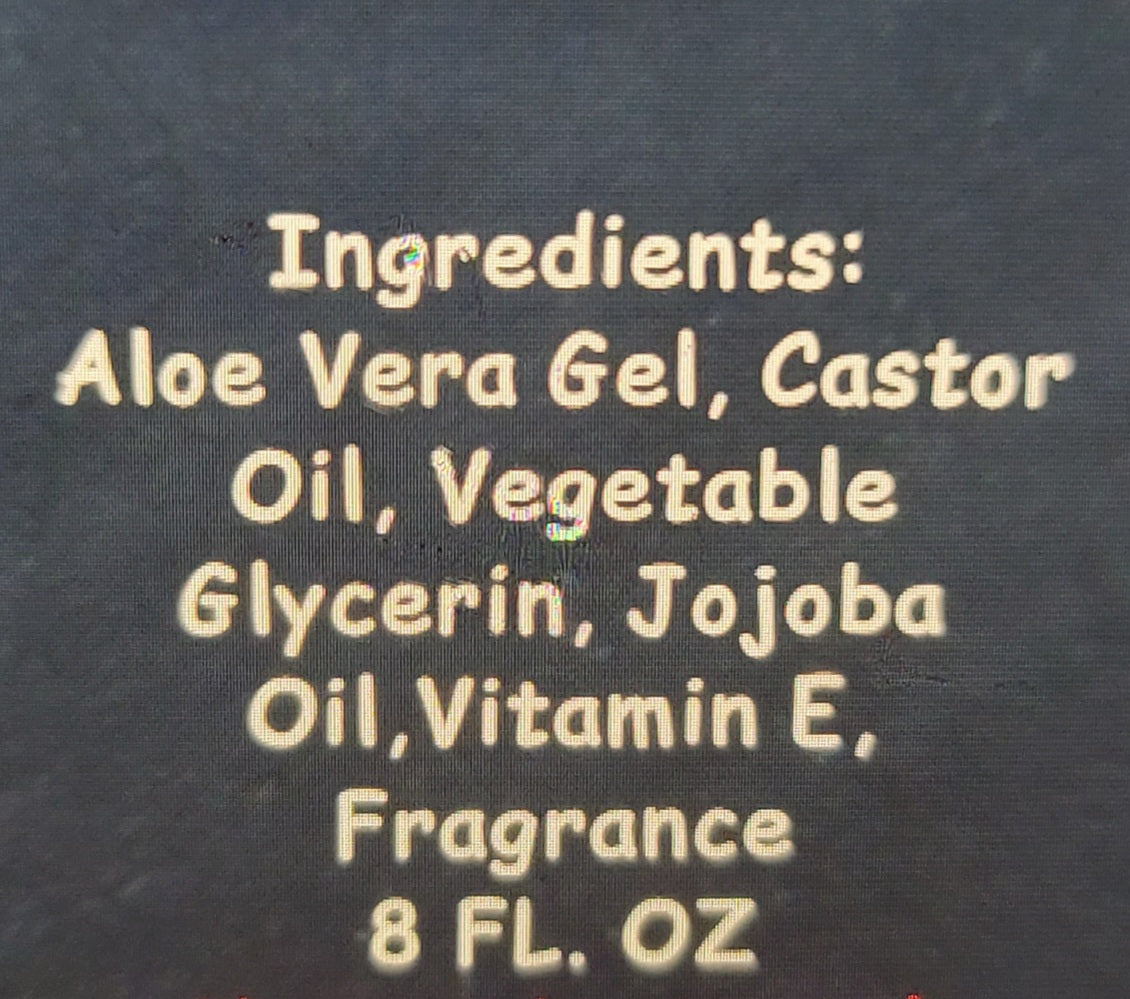 Ingredients:
Aloe Vera Gel, Castor
Oil, Vegetable
Glycerin, Jojoba
Oil,Vitamin E,
Fragrance
8 FL. OZ